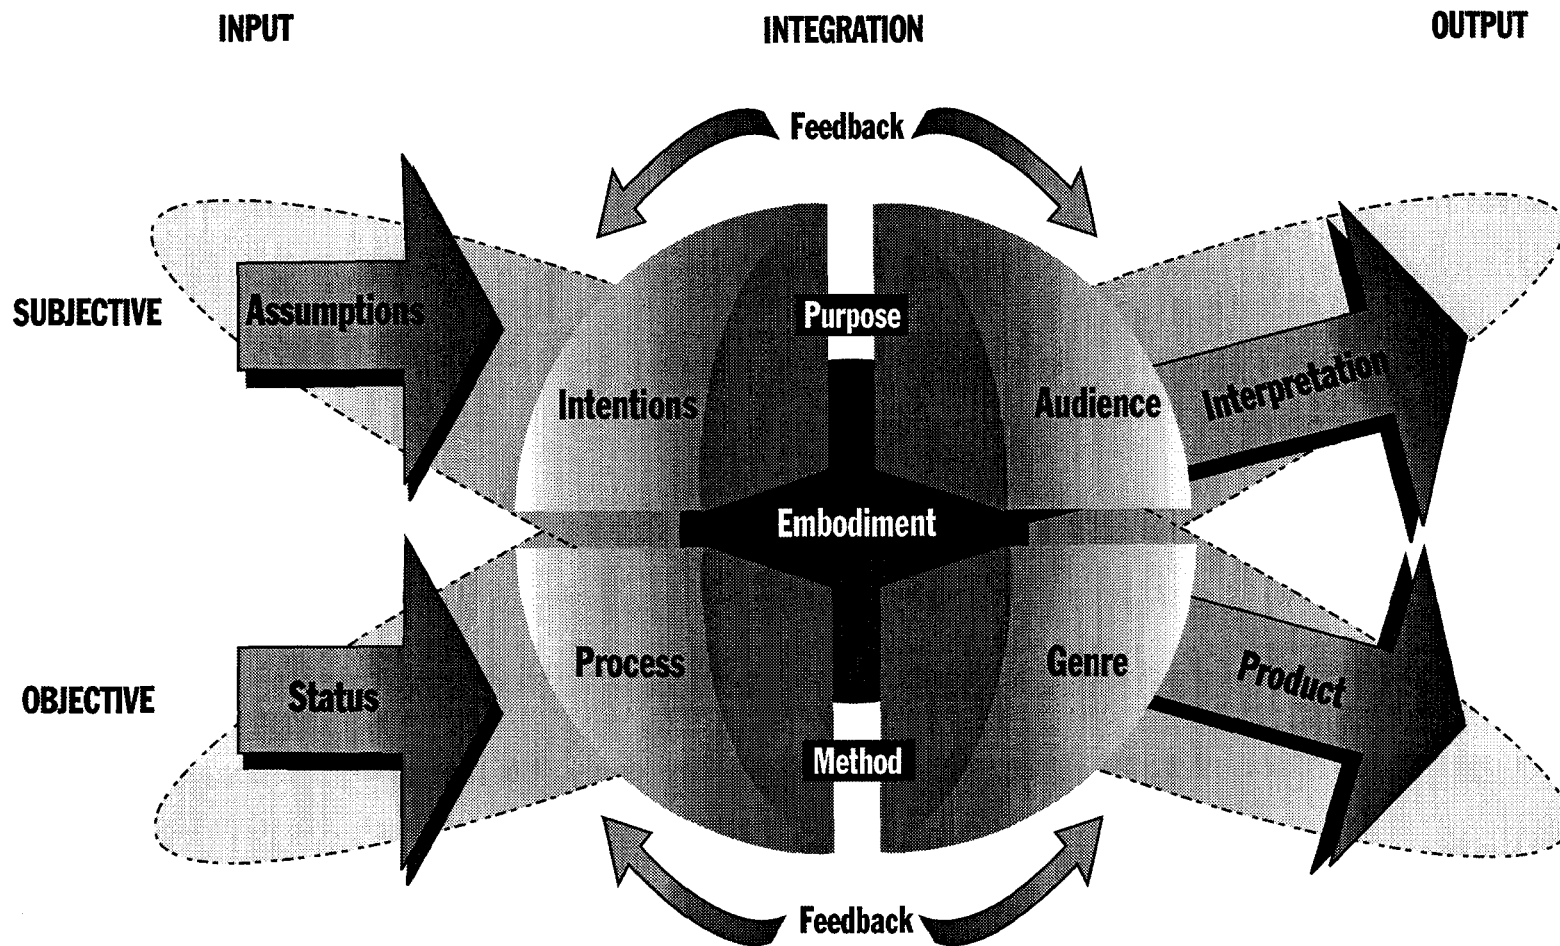 INPUT
INTEGRATION
OUTPUT
Feedback
SUBJECTIVE
Assumptions
Purpose
Intentions
Audience
Interpretation
Embodiment
OBJECTIVE
Status
Process
Genre
Product
Method
Feedback